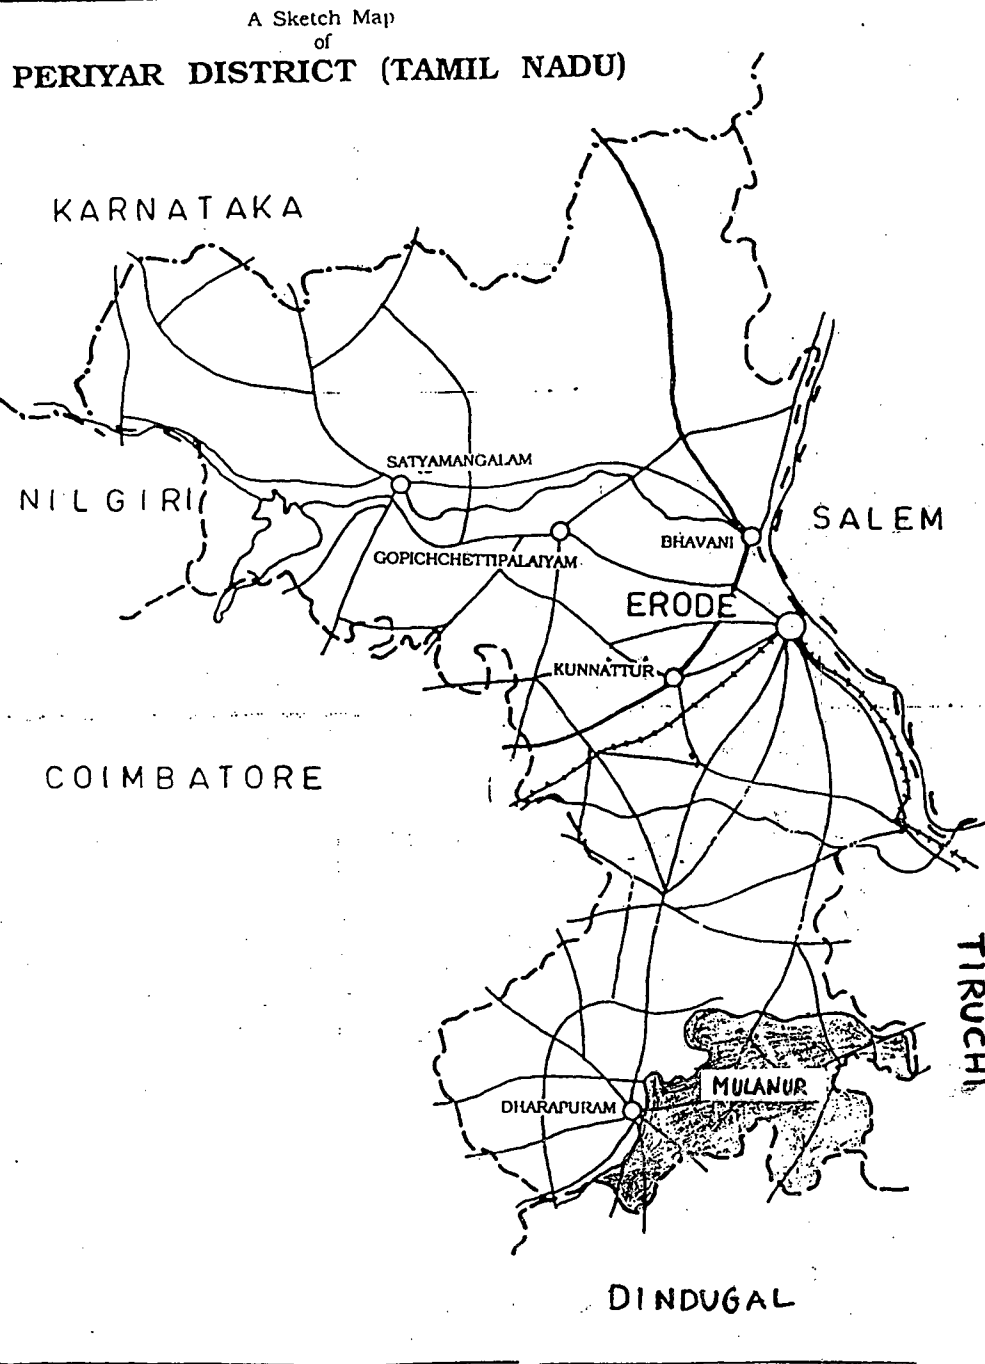 A Sketch Map
of
PERIYAR DISTRICT (TAMIL NADU)
KARNATAKA
SATYAMANGALAM
NILGIRI
SALEM
BHAVANI
GOPICHCHETTIPALAIYAM
ERODE
KUNNATTUR
COIMBATORE
TIRUCHI
MULANUR
DHARAPURAM
DINDUGAL